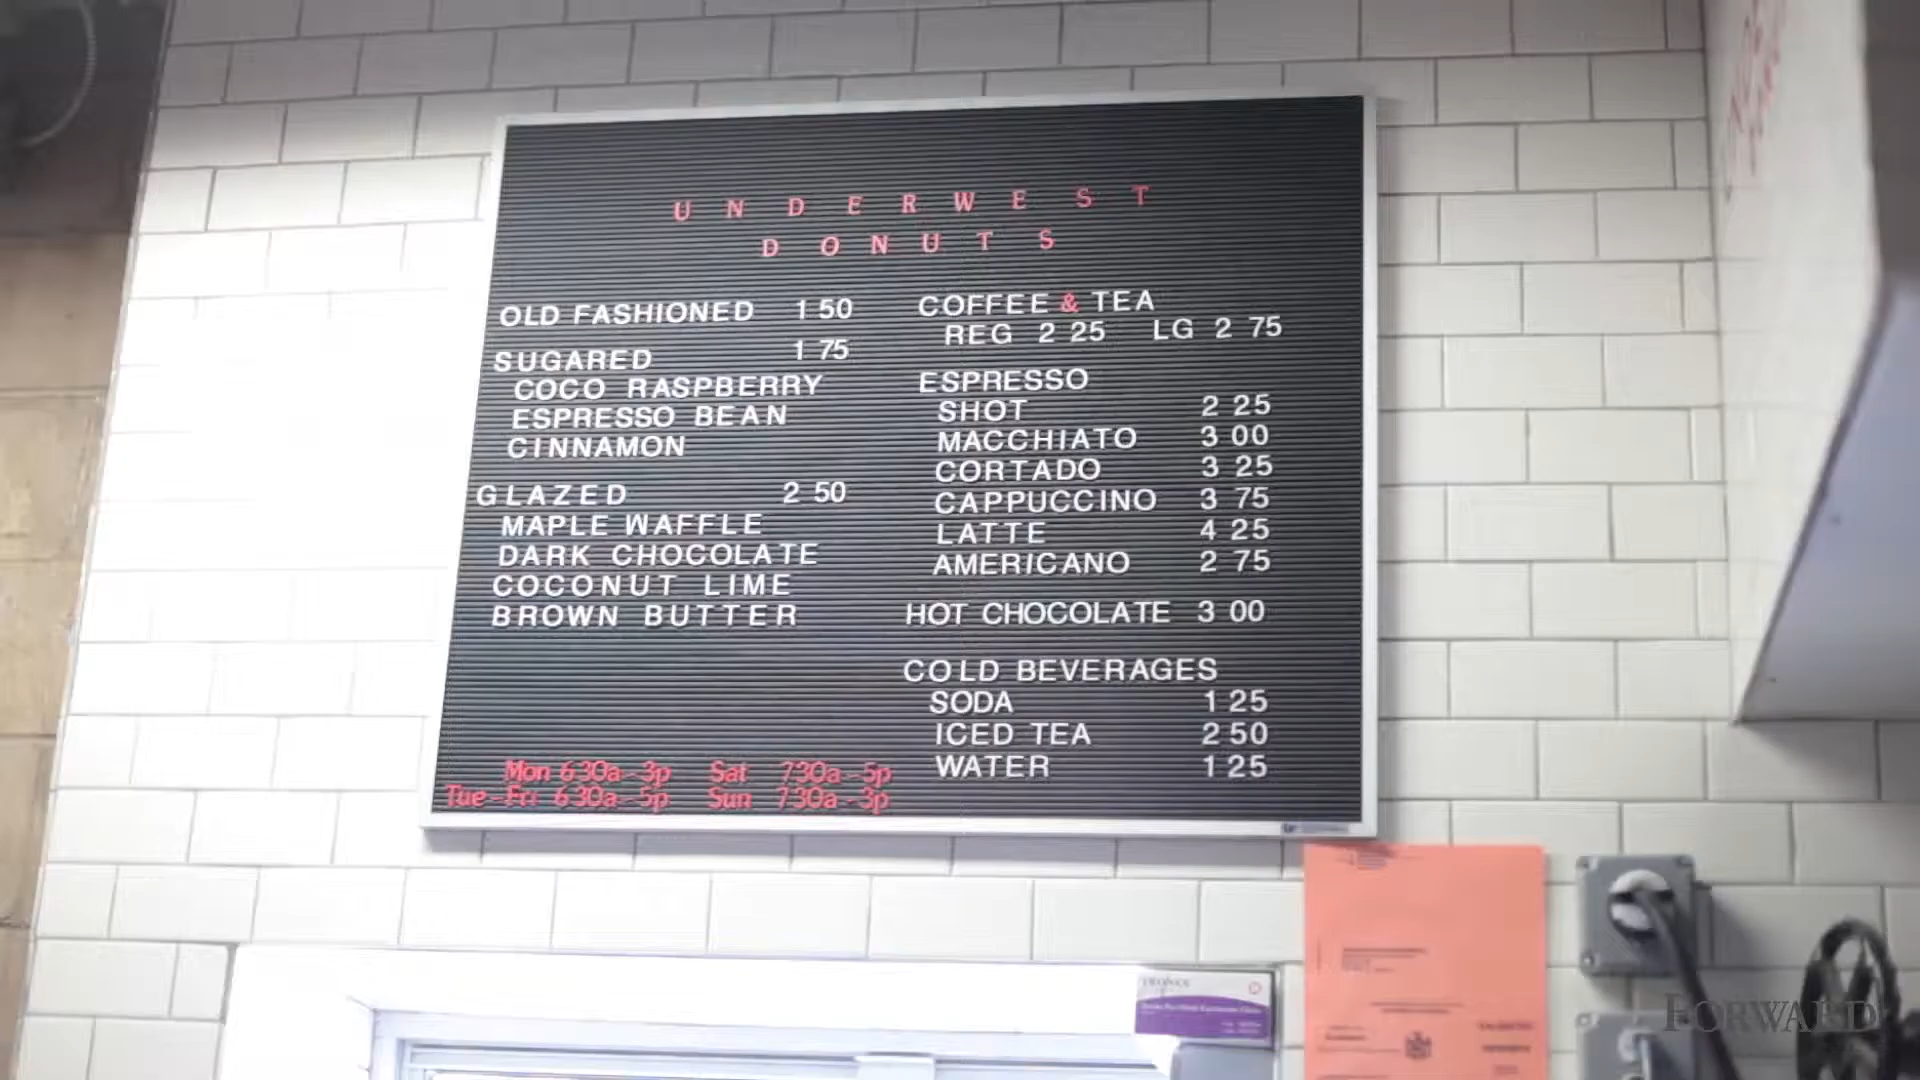 UNDERWEST
DONUTS
OLD FASHIONED 1 50
SUGARED 1 75
COCO RASPBERRY
ESPRESSO BEAN
CINNAMON
GLAZED 2 50
MAPLE WAFFLE
DARK CHOCOLATE
COCONUT LIME
BROWN BUTTER
Mon 630a-3p Sat 730a-5p
Tue-Fri 630a-5p Sun 730a-3p
COFFEE & TEA
REG 2 25 LG 2 75
ESPRESSO
SHOT 2 25
MACCHIATO 3 00
CORTADO 3 25
CAPPUCCINO 3 75
LATTE 4 25
AMERICANO 2 75
HOT CHOCOLATE 3 00
COLD BEVERAGES
SODA 1 25
ICED TEA 2 50
WATER 1 25
FORWARD